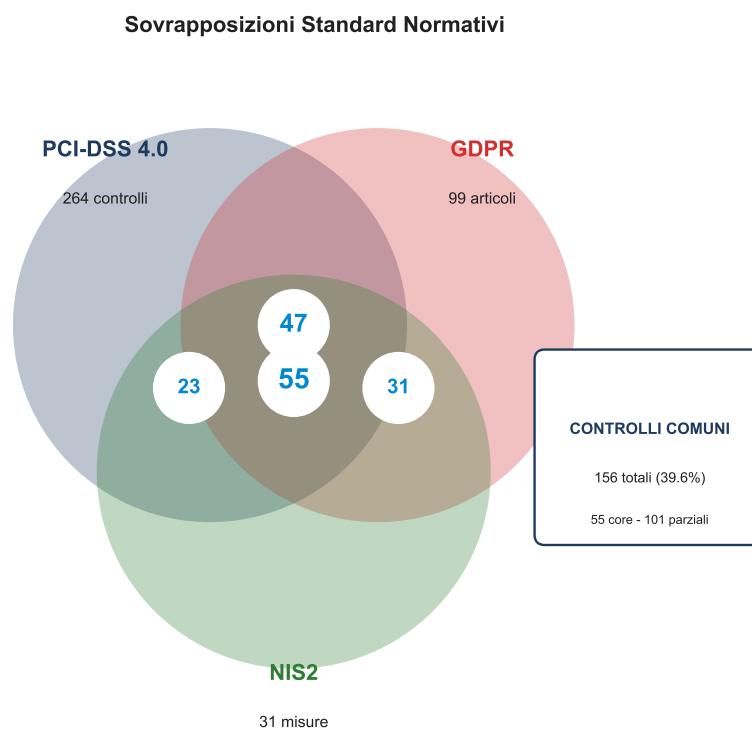 Sovrapposizioni Standard Normativi
PCI-DSS 4.0
GDPR
264 controlli
99 articoli
47
23
55
31
CONTROLLI COMUNI
156 totali (39.6%)
55 core - 101 parziali
NIS2
31 misure